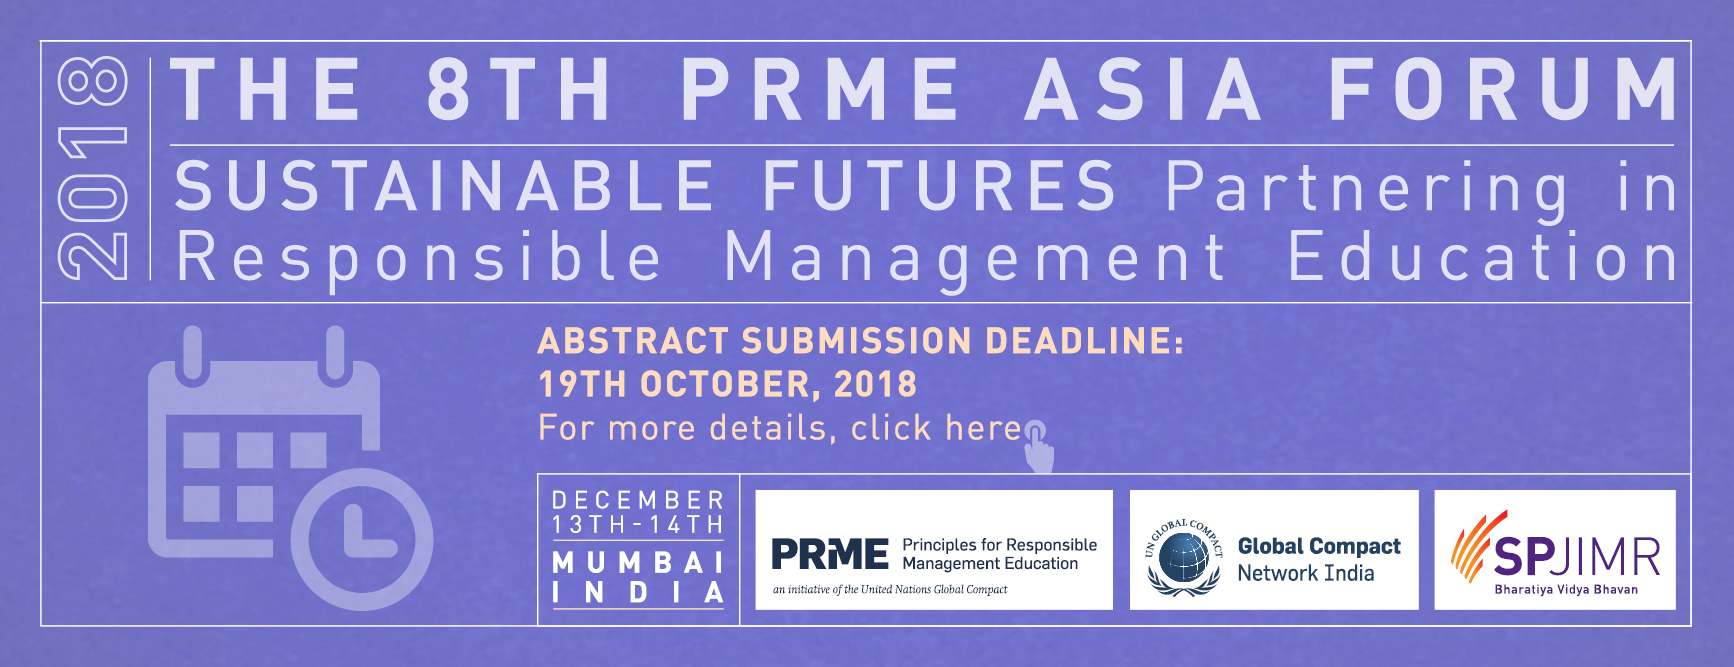 2018
THE 8TH PRME ASIA FORUM
SUSTAINABLE FUTURES Partnering in
Responsible Management Education
ABSTRACT SUBMISSION DEADLINE:
19TH OCTOBER, 2018
For more details, click here
DECEMBER
13TH-14TH
MUMBAI
INDIA
PRME
Principles for Responsible
Management Education
an initiative of the United Nations Global Compact
UN GLOBAL COMPACT
Global Compact
Network India
SPJIMR
Bharatiya Vidya Bhavan